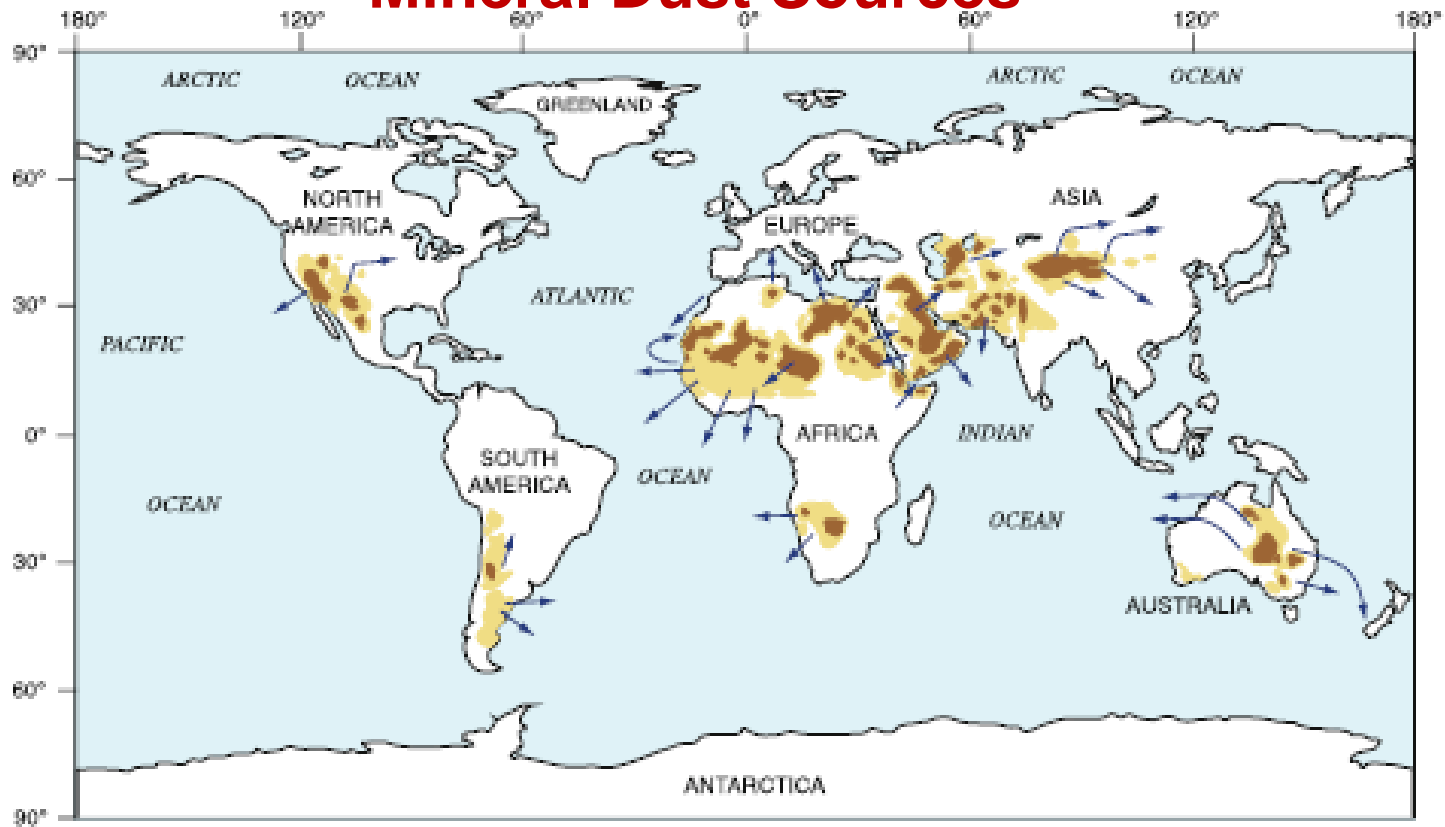 Mineral Dust Sources
180° 120° 60° 0° 60° 120° 180°
90°
ARCTIC OCEAN ARCTIC OCEAN
GREENLAND
60°
NORTH
AMERICA
EUROPE
ASIA
30°
ATLANTIC
PACIFIC
0°
AFRICA
INDIAN
SOUTH
AMERICA
OCEAN
OCEAN
OCEAN
30°
AUSTRALIA
60°
ANTARCTICA
90°